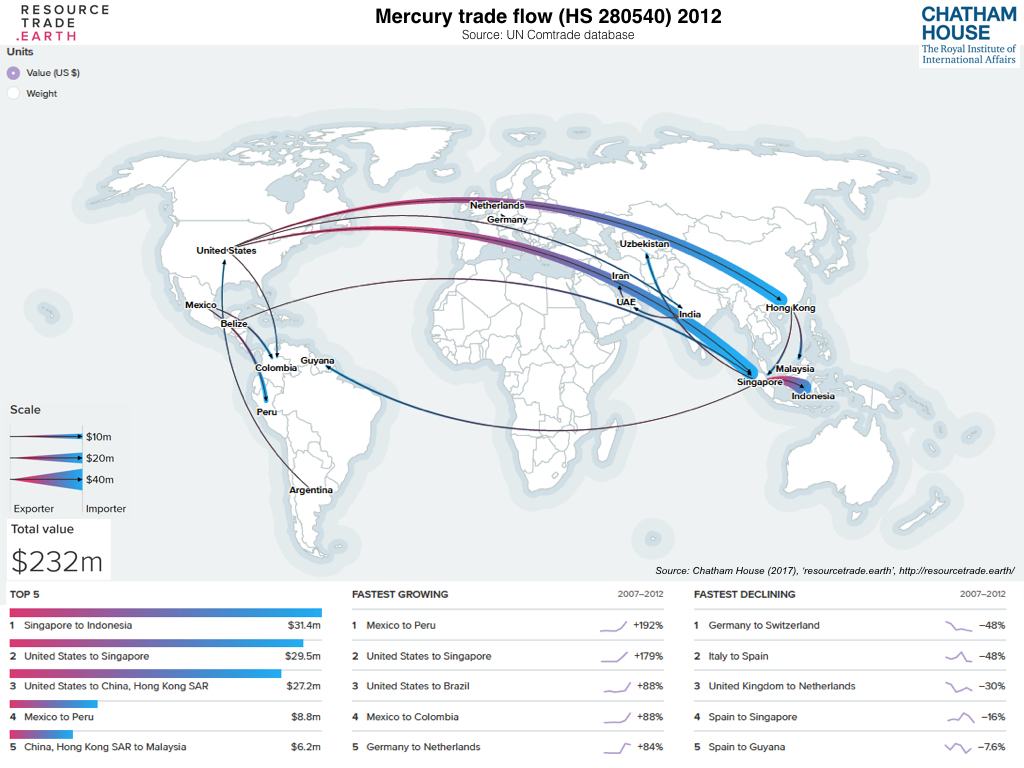 RESOURCE
TRADE
.EARTH
Mercury trade flow (HS 280540) 2012
Source: UN Comtrade database
CHATHAM
HOUSE
The Royal Institute of
International Affairs
Units
Value (US $)
Weight
Netherlands
Germany
United States
Uzbekistan
Iran
Mexico
UAE
India
Hong Kong
Belize
Colombia
Guyana
Malaysia
Singapore
Indonesia
Peru
Argentina
Scale
$10m
$20m
$40m
Exporter Importer
Total value
$232m
Source: Chatham House (2017), ‘resourcetrade.earth’, http://resourcetrade.earth/
TOP 5
1 Singapore to Indonesia $31.4m
2 United States to Singapore $29.5m
3 United States to China, Hong Kong SAR $27.2m
4 Mexico to Peru $8.8m
5 China, Hong Kong SAR to Malaysia $6.2m
FASTEST GROWING 2007–2012
1 Mexico to Peru +192%
2 United States to Singapore +179%
3 United States to Brazil +88%
4 Mexico to Colombia +88%
5 Germany to Netherlands +84%
FASTEST DECLINING 2007–2012
1 Germany to Switzerland –48%
2 Italy to Spain –48%
3 United Kingdom to Netherlands –30%
4 Spain to Singapore –16%
5 Spain to Guyana –7.6%